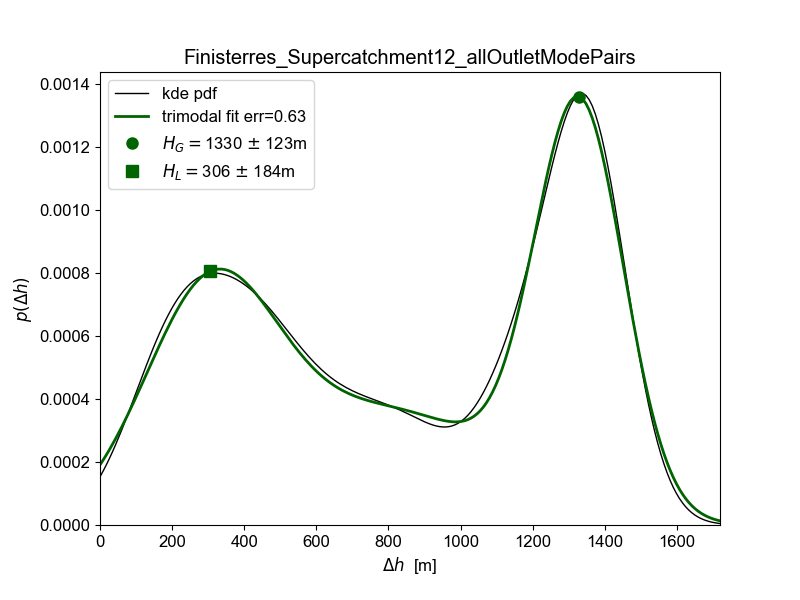 Finisterres_Supercatchment12_allOutletModePairs
kde pdf
trimodal fit err=0.63
H_G = 1330 ± 123m
H_L = 306 ± 184m
0.0014
0.0012
0.0010
0.0008
0.0006
0.0004
0.0002
0.0000
p(Δh)
0 200 400 600 800 1000 1200 1400 1600
Δh [m]